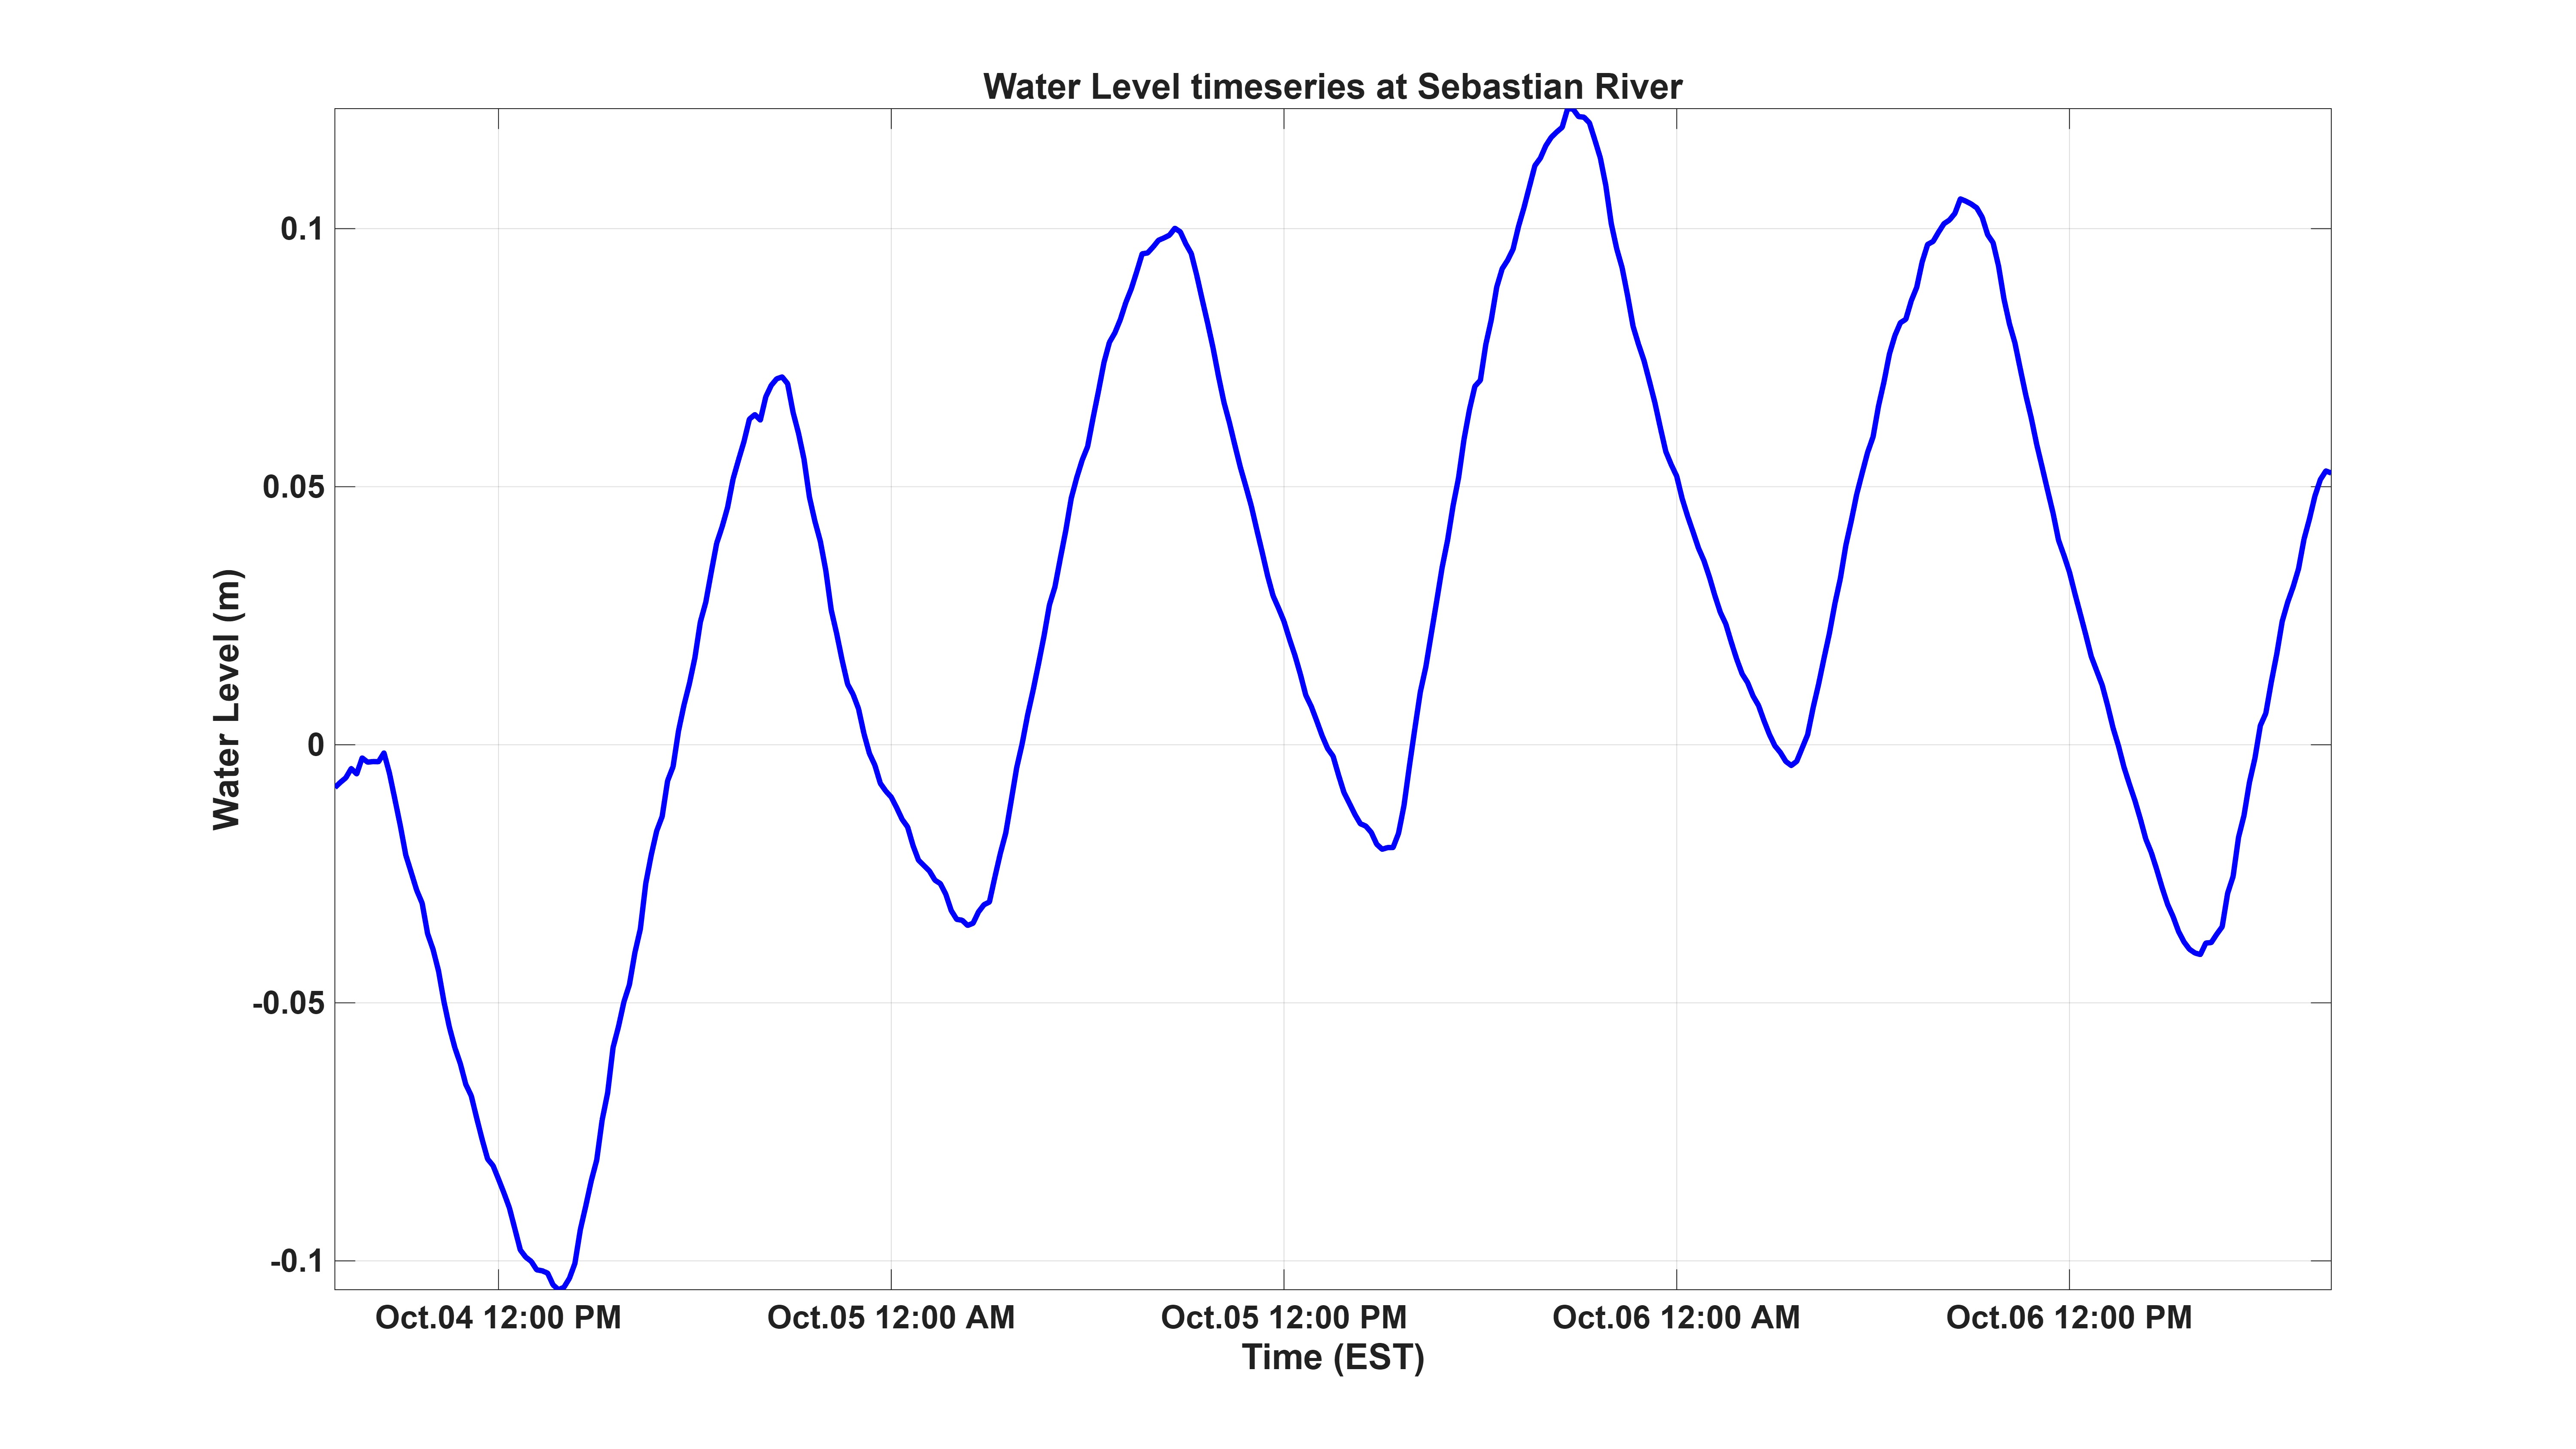 Water Level timeseries at Sebastian River
0.1
0.05
0
-0.05
-0.1
Water Level (m)
Oct.04 12:00 PM Oct.05 12:00 AM Oct.05 12:00 PM Oct.06 12:00 AM Oct.06 12:00 PM
Time (EST)